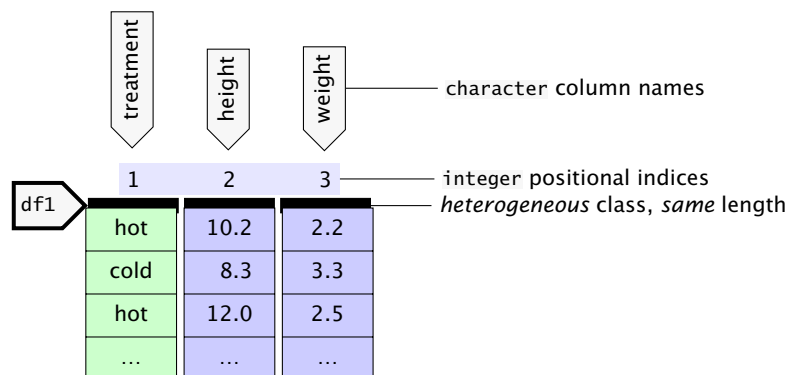 treatment
height
weight
character column names
1 2 3
integer positional indices
df1
heterogeneous class, same length
hot 10.2 2.2
cold 8.3 3.3
hot 12.0 2.5
... ... ...